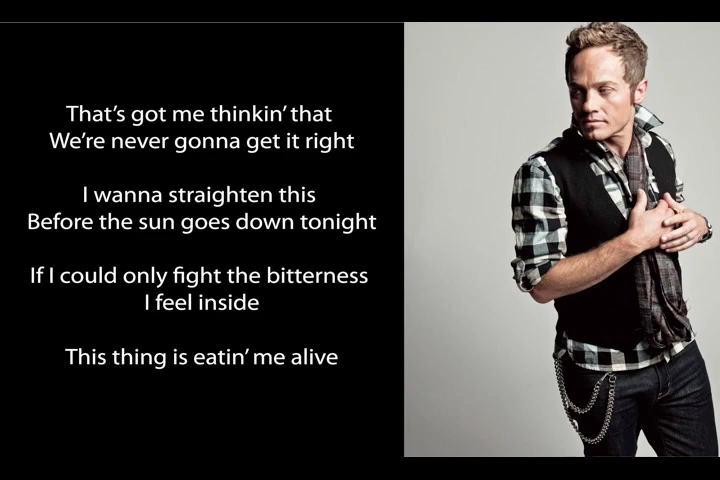 That’s got me thinkin’ that
We’re never gonna get it right
I wanna straighten this
Before the sun goes down tonight
If I could only fight the bitterness
I feel inside
This thing is eatin’ me alive